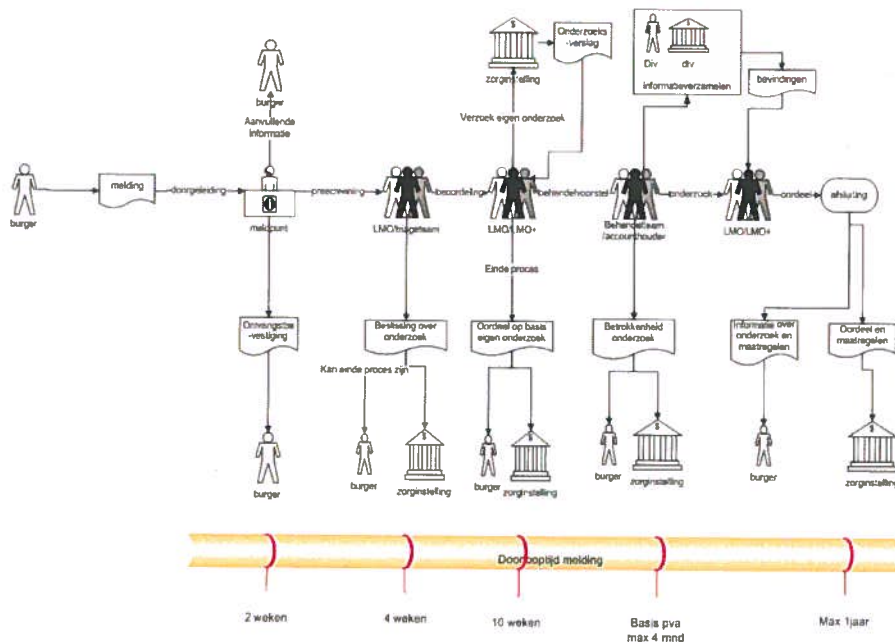 Onderzoeks
-verslag
Div
div
zorginstelling
informatieverzamelen
bevindingen
burger
Aanvullende
informatie
Verzoek eigen onderzoek
melding
doorgeleiding
screening
beoordeling
behandelvoorstel
onderzoek
oordeel
afsluiting
burger
meldpunt
LMO/triageteam
LMO/LMO+
Behandelteam
/accounthouder
LMO/LMO+
Einde proces
Ontvangstbe
-vestiging
Beslissing over
onderzoek
Oordeel op basis
eigen onderzoek
Betrokkenheid
onderzoek
Informatie over
onderzoek en
maatregelen
Oordeel en
maatregelen
Kan einde proces zijn
burger
burger
zorginstelling
burger
zorginstelling
burger
zorginstelling
burger
zorginstelling
Doorlooptijd melding
2 weken
4 weken
10 weken
Basis pva
max 4 mnd
Max 1jaar